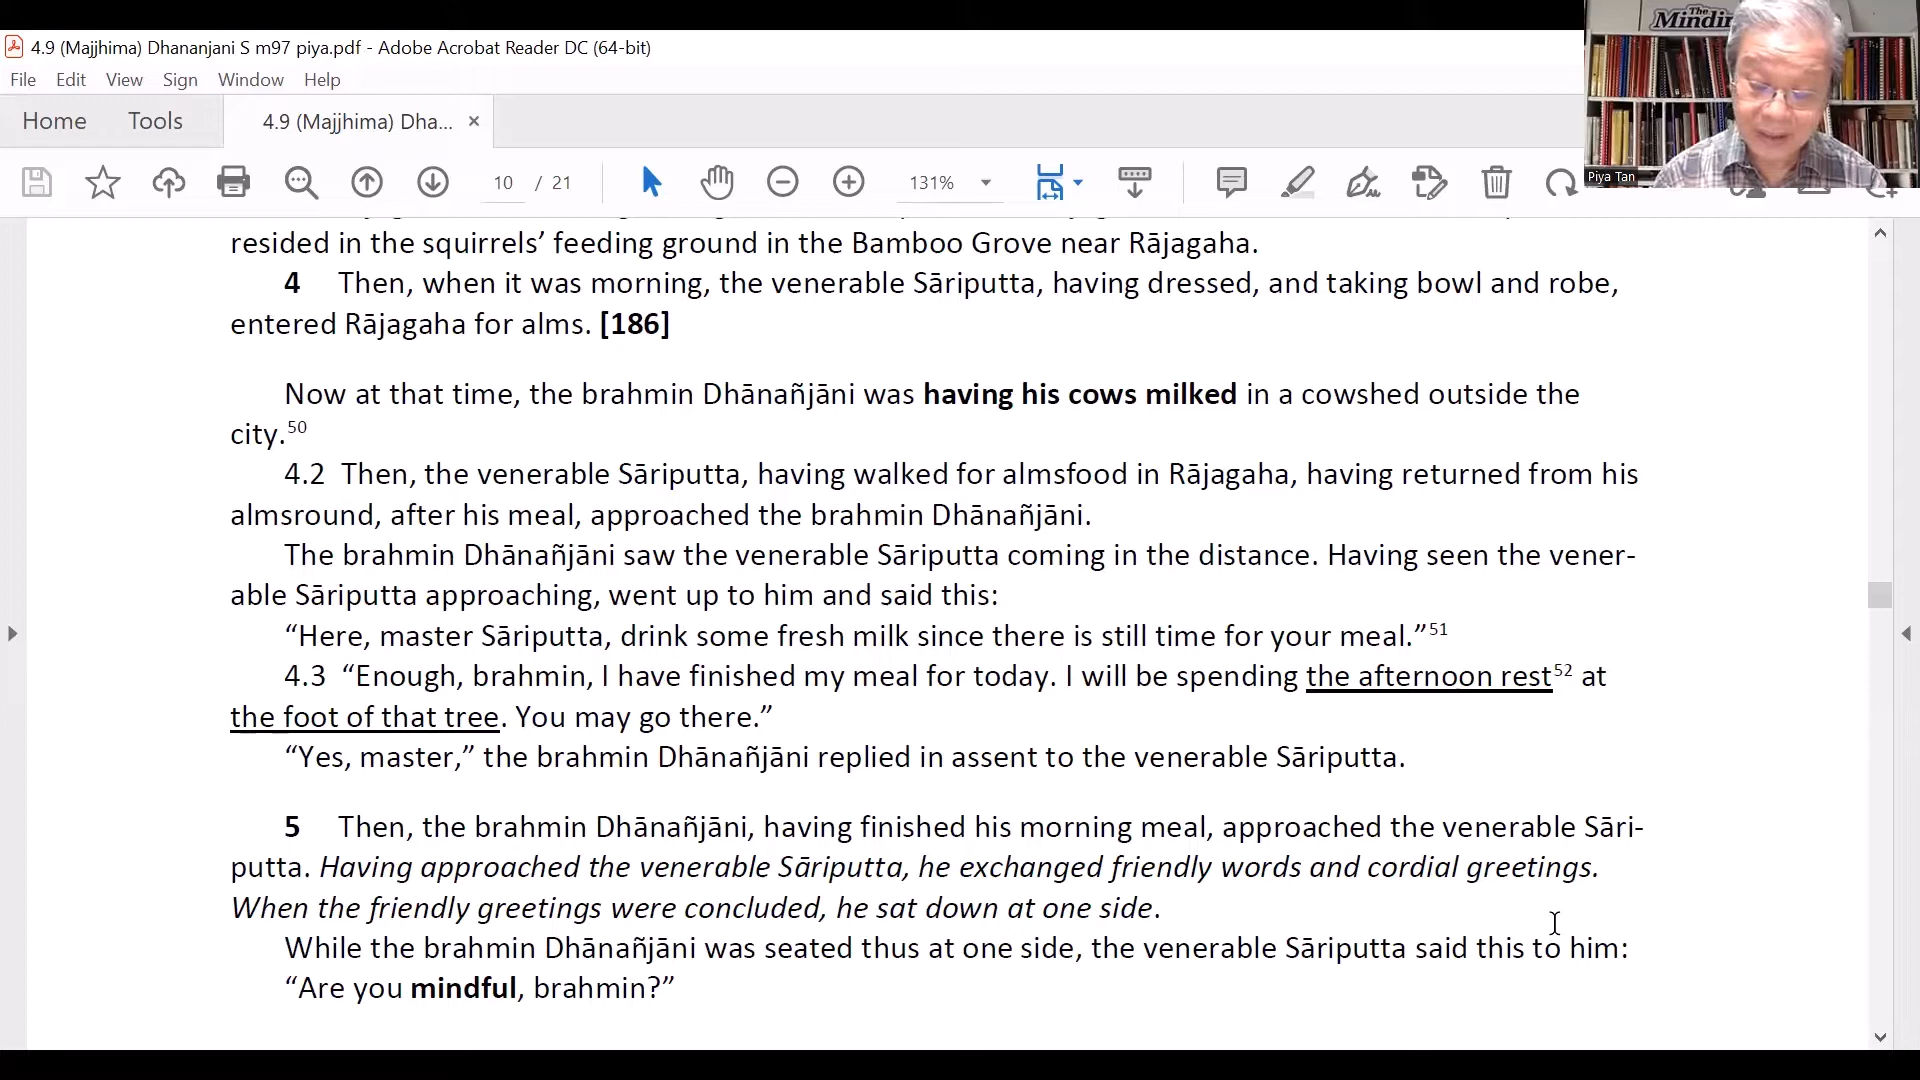 4.9 (Majjhima) Dhananjani S m97 piya.pdf - Adobe Acrobat Reader DC (64-bit)
File Edit View Sign Window Help
Home Tools 4.9 (Majjhima) Dha... ×
10 / 21 131%
The
Piya Tan
resided in the squirrels’ feeding ground in the Bamboo Grove near Rājagaha.
4 Then, when it was morning, the venerable Sāriputta, having dressed, and taking bowl and robe,
entered Rājagaha for alms. [186]
Now at that time, the brahmin Dhānañjāni was having his cows milked in a cowshed outside the
city.50
4.2 Then, the venerable Sāriputta, having walked for almsfood in Rājagaha, having returned from his
almsround, after his meal, approached the brahmin Dhānañjāni.
The brahmin Dhānañjāni saw the venerable Sāriputta coming in the distance. Having seen the vener-
able Sāriputta approaching, went up to him and said this:
“Here, master Sāriputta, drink some fresh milk since there is still time for your meal.”51
4.3 “Enough, brahmin, I have finished my meal for today. I will be spending the afternoon rest52 at
the foot of that tree. You may go there.”
“Yes, master,” the brahmin Dhānañjāni replied in assent to the venerable Sāriputta.
5 Then, the brahmin Dhānañjāni, having finished his morning meal, approached the venerable Sāri-
putta. Having approached the venerable Sāriputta, he exchanged friendly words and cordial greetings.
When the friendly greetings were concluded, he sat down at one side.
While the brahmin Dhānañjāni was seated thus at one side, the venerable Sāriputta said this to him:
“Are you mindful, brahmin?”